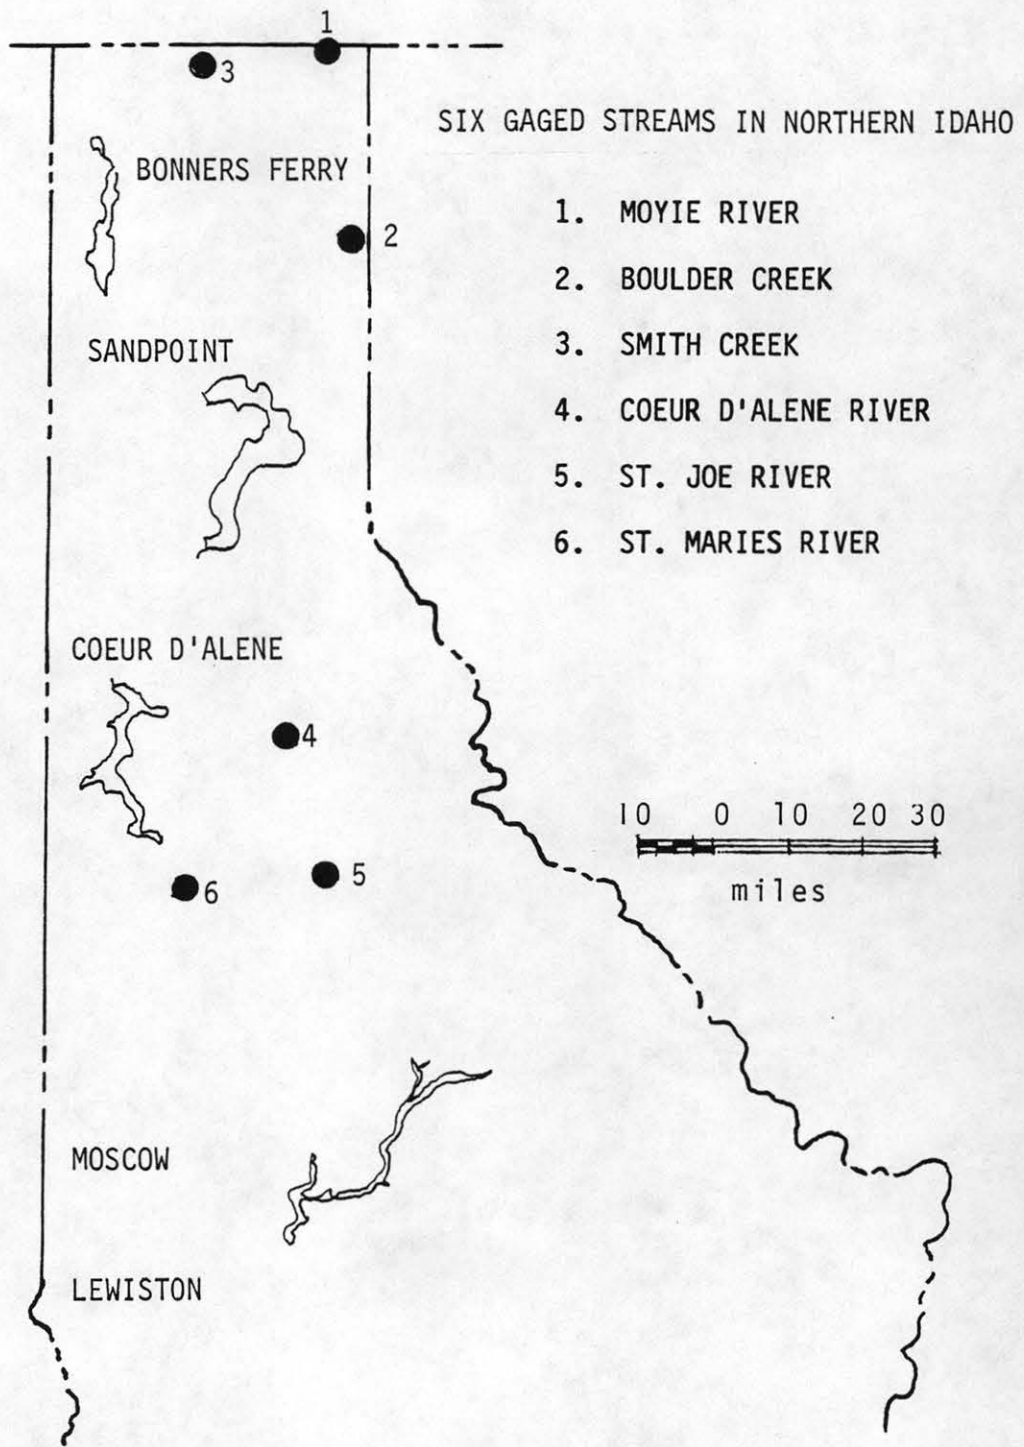 1
3
SIX GAGED STREAMS IN NORTHERN IDAHO
BONNERS FERRY
1. MOYIE RIVER
2
2. BOULDER CREEK
SANDPOINT
3. SMITH CREEK
4. COEUR D'ALENE RIVER
5. ST. JOE RIVER
6. ST. MARIES RIVER
COEUR D'ALENE
4
10 0 10 20 30
miles
5
6
MOSCOW
LEWISTON